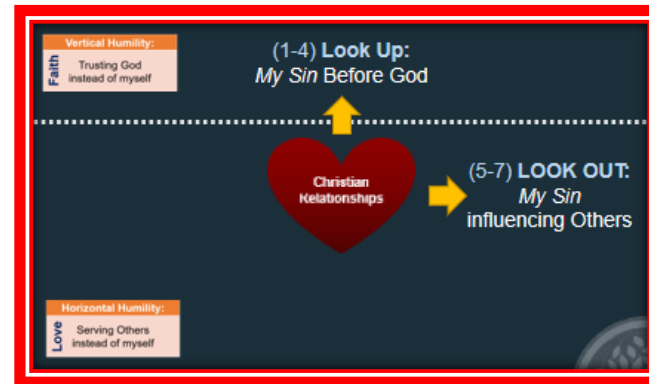 Vertical Humility:
Faith
Trusting God
instead of myself
(1-4) Look Up:
My Sin Before God
Christian
Relationships
(5-7) LOOK OUT:
My Sin
influencing Others
Horizontal Humility:
Love
Serving Others
instead of myself